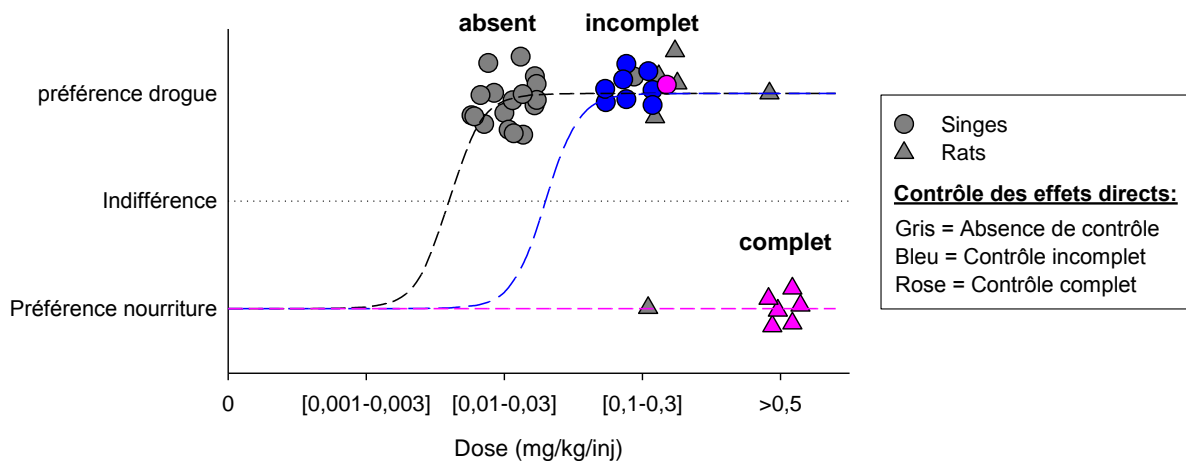 absent
incomplet
préférence drogue
Indifférence
complet
Préférence nourriture
0
[0,001-0,003]
[0,01-0,03]
[0,1-0,3]
>0,5
Dose (mg/kg/inj)
Singes
Rats
Contrôle des effets directs:
Gris = Absence de contrôle
Bleu = Contrôle incomplet
Rose = Contrôle complet